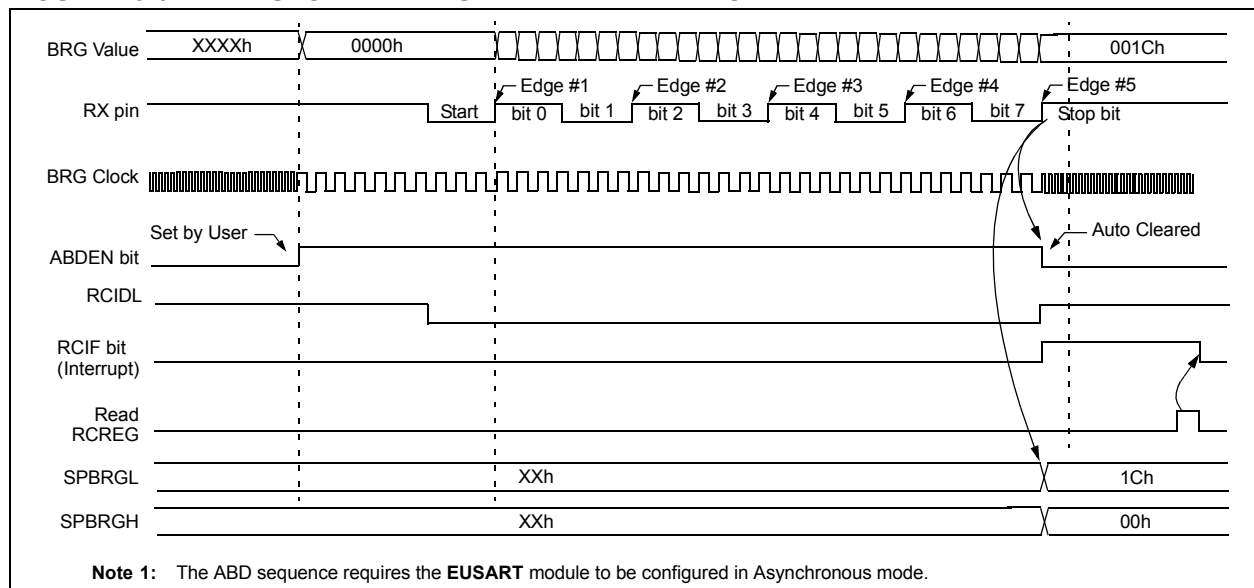 BRG Value XXXXh 0000h 001Ch
Edge #1 Edge #2 Edge #3 Edge #4 Edge #5
RX pin Start bit 0 bit 1 bit 2 bit 3 bit 4 bit 5 bit 6 bit 7 Stop bit
BRG Clock
Set by User Auto Cleared
ABDEN bit
RCIDL
RCIF bit
(Interrupt)
Read
RCREG
SPBRGL XXh 1Ch
SPBRGH XXh 00h
Note 1: The ABD sequence requires the EUSART module to be configured in Asynchronous mode.